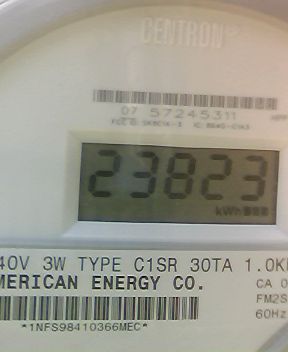 CENTRON®
07 57245311
23823
kWh
40V 3W TYPE C1SR 30TA 1.0K
MERICAN ENERGY CO.
CA 0
FM2S
60Hz
*1NFS98410366MEC*